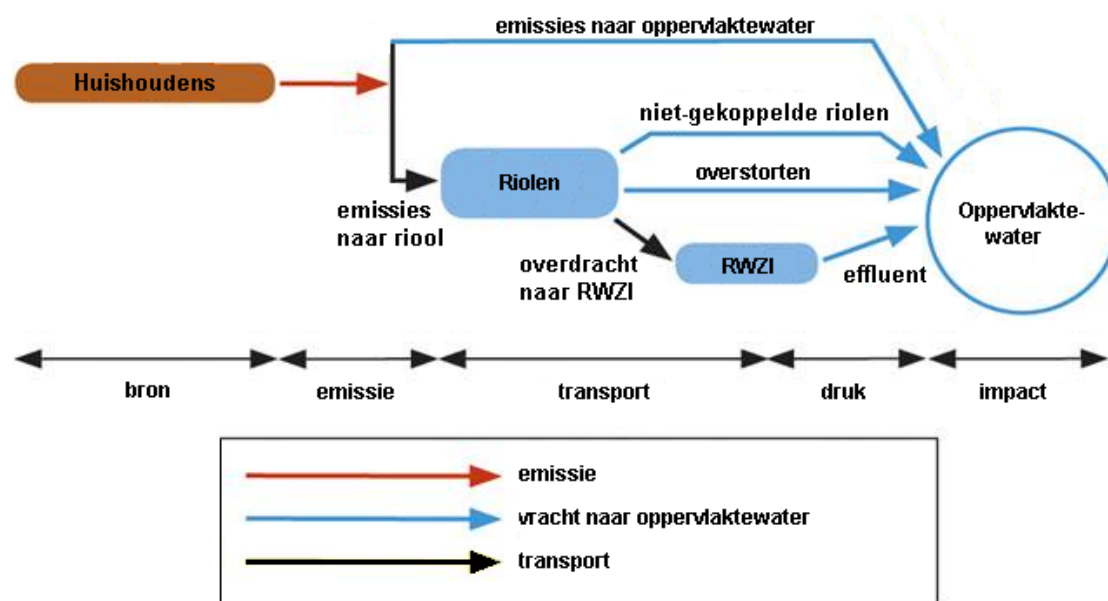 emissies naar oppervlaktewater
Huishoudens
niet-gekoppelde riolen
Riolen
overstorten
emissies
naar riool
Oppervlakte-
water
overdracht
naar RWZI
RWZI
effluent
bron
emissie
transport
druk
impact
emissie
vracht naar oppervlaktewater
transport